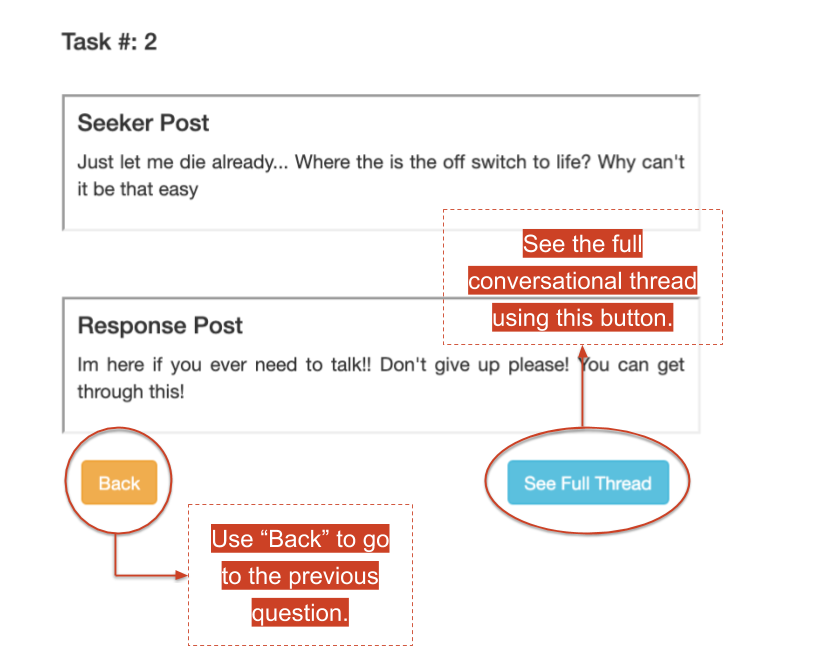 Task #: 2
Seeker Post
Just let me die already... Where the is the off switch to life? Why can't
it be that easy
See the full
conversational thread
using this button.
Response Post
Im here if you ever need to talk!! Don't give up please! You can get
through this!
Back
See Full Thread
Use “Back” to go
to the previous
question.